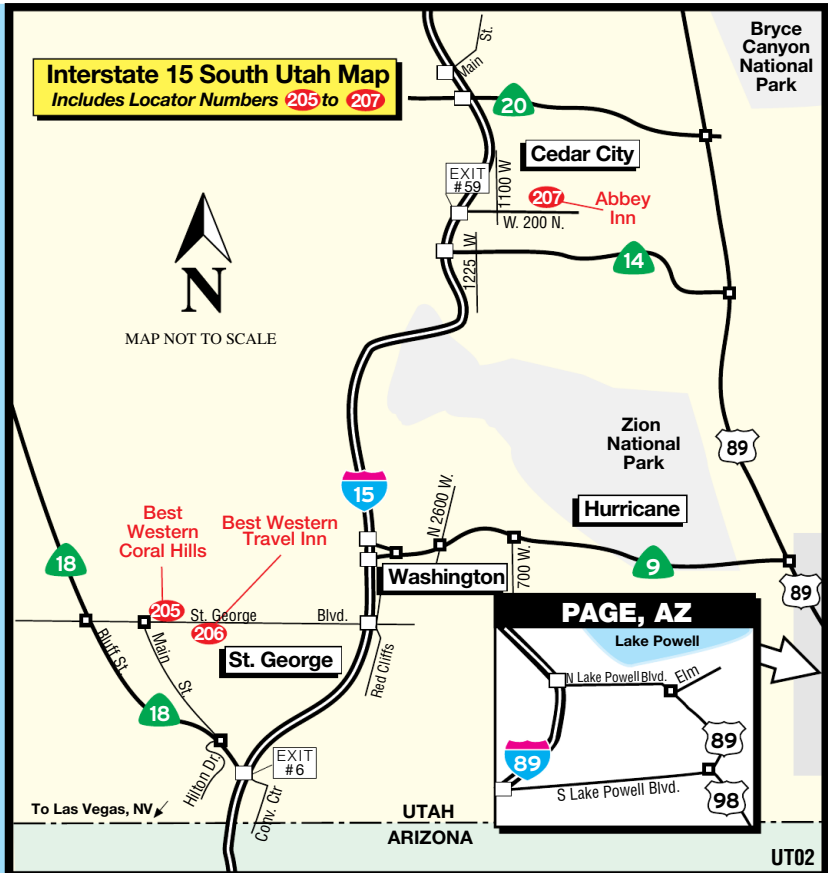 Interstate 15 South Utah Map
Includes Locator Numbers 205 to 207
Main
St.
Bryce
Canyon
National
Park
20
Cedar City
EXIT
#59
1100 W
207
Abbey
Inn
W. 200 N.
1225 W.
14
N
MAP NOT TO SCALE
Zion
National
Park
89
15
Hurricane
N 2600 W.
Best
Western
Coral Hills
Best Western
Travel Inn
18
9
700 W.
Washington
89
205
St. George
Blvd.
206
St. George
Bluff St.
Main
St.
Red Cliffs
18
Hilton Dr.
EXIT
#6
Conv. Ctr
PAGE, AZ
Lake Powell
N Lake Powell Blvd.
Elm
89
89
S Lake Powell Blvd.
98
To Las Vegas, NV
UTAH
ARIZONA
UT02